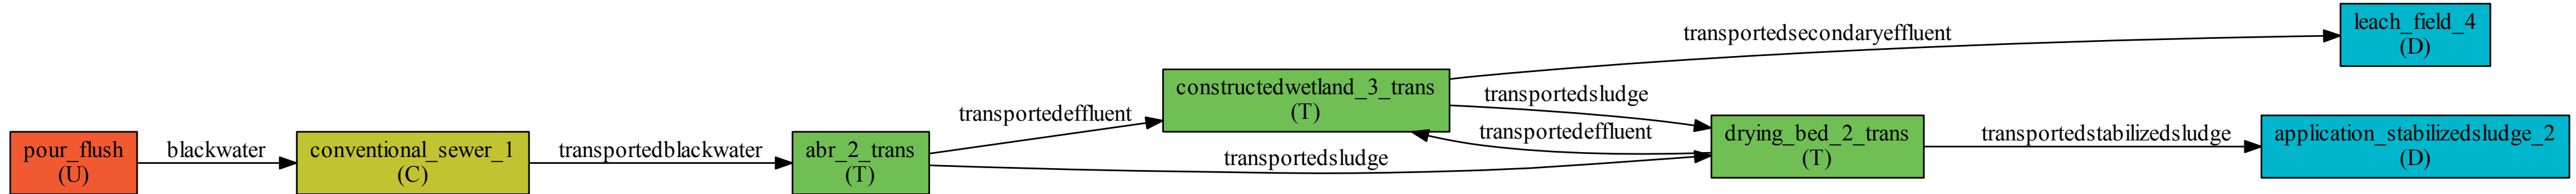 pour_flush
(U)
blackwater
conventional_sewer_1
(C)
transportedblackwater
abr_2_trans
(T)
transportedeffluent
transportedsludge
constructedwetland_3_trans
(T)
transportedsecondaryeffluent
transportedsludge
transportedeffluent
drying_bed_2_trans
(T)
transportedstabilizedsludge
leach_field_4
(D)
application_stabilizedsludge_2
(D)